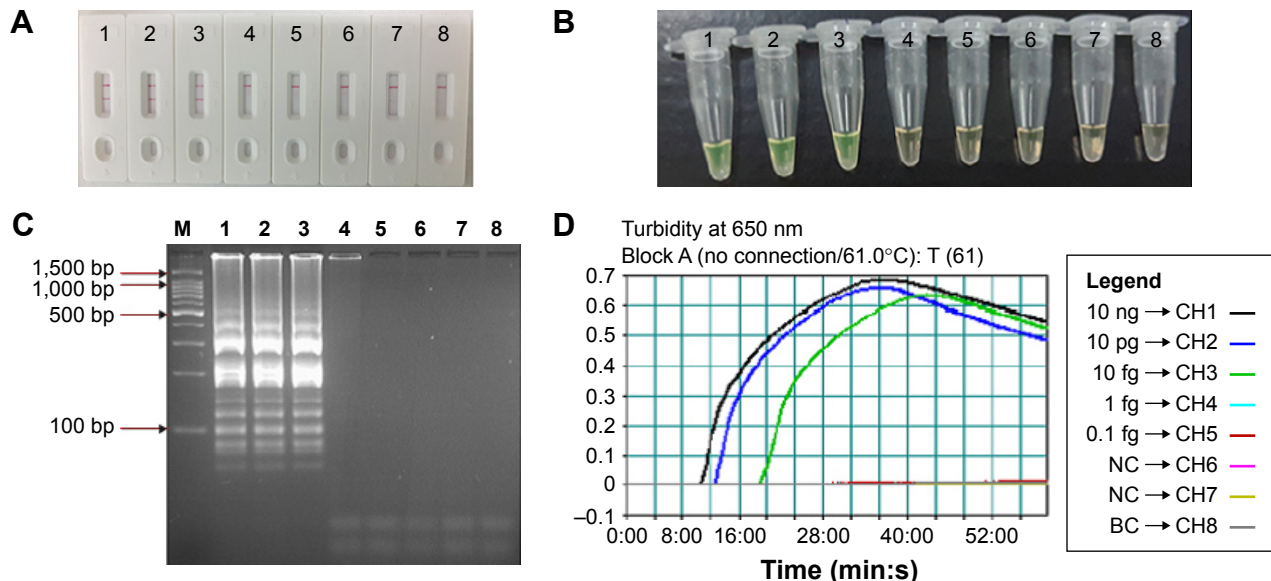 A
1 2 3 4 5 6 7 8
B
1 2 3 4 5 6 7 8
C
M 1 2 3 4 5 6 7 8
1,500 bp
1,000 bp
500 bp
100 bp
D
Turbidity at 650 nm
Block A (no connection/61.0°C): T (61)
0.7
0.6
0.5
0.4
0.3
0.2
0.1
0
–0.1
0:00 8:00 16:00 28:00 40:00 52:00
Time (min:s)
Legend
10 ng → CH1
10 pg → CH2
10 fg → CH3
1 fg → CH4
0.1 fg → CH5
NC → CH6
NC → CH7
BC → CH8